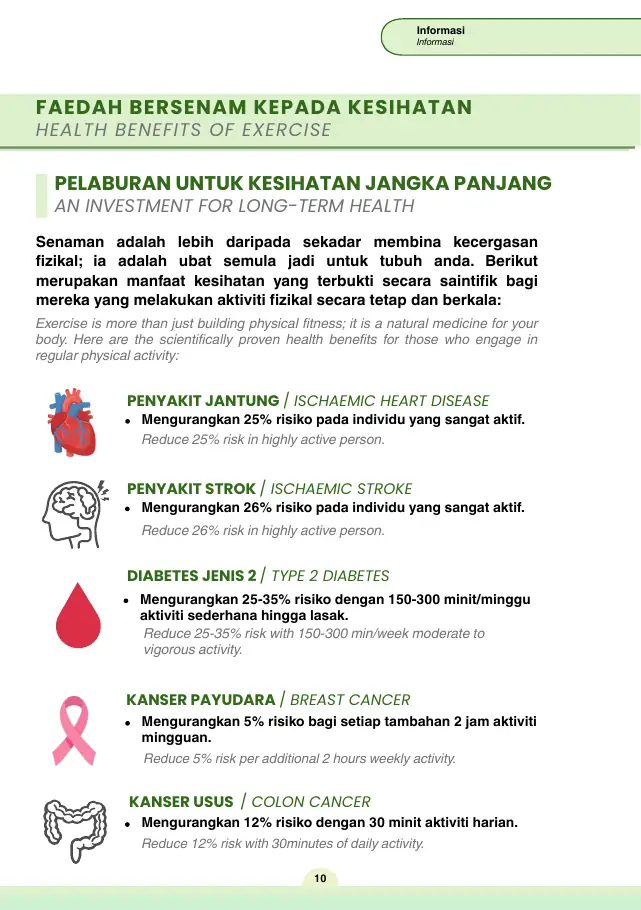 Informasi
Informasi
FAEDAH BERSENAM KEPADA KESIHATAN
HEALTH BENEFITS OF EXERCISE
PELABURAN UNTUK KESIHATAN JANGKA PANJANG
AN INVESTMENT FOR LONG-TERM HEALTH
Senaman adalah lebih daripada sekadar membina kecergasan
fizikal; ia adalah ubat semula jadi untuk tubuh anda. Berikut
merupakan manfaat kesihatan yang terbukti secara saintifik bagi
mereka yang melakukan aktiviti fizikal secara tetap dan berkala:
Exercise is more than just building physical fitness; it is a natural medicine for your
body. Here are the scientifically proven health benefits for those who engage in
regular physical activity:
PENYAKIT JANTUNG / ISCHAEMIC HEART DISEASE
• Mengurangkan 25% risiko pada individu yang sangat aktif.
Reduce 25% risk in highly active person.
PENYAKIT STROK / ISCHAEMIC STROKE
• Mengurangkan 26% risiko pada individu yang sangat aktif.
Reduce 26% risk in highly active person.
DIABETES JENIS 2 / TYPE 2 DIABETES
• Mengurangkan 25-35% risiko dengan 150-300 minit/minggu
aktiviti sederhana hingga lasak.
Reduce 25-35% risk with 150-300 min/week moderate to
vigorous activity.
KANSER PAYUDARA / BREAST CANCER
• Mengurangkan 5% risiko bagi setiap tambahan 2 jam aktiviti
mingguan.
Reduce 5% risk per additional 2 hours weekly activity.
KANSER USUS / COLON CANCER
• Mengurangkan 12% risiko dengan 30 minit aktiviti harian.
Reduce 12% risk with 30minutes of daily activity.
10